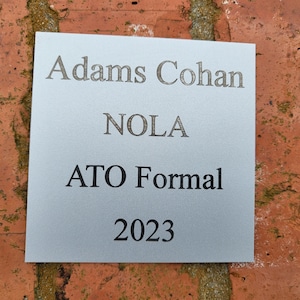 Adams Cohan
NOLA
ATO Formal
2023